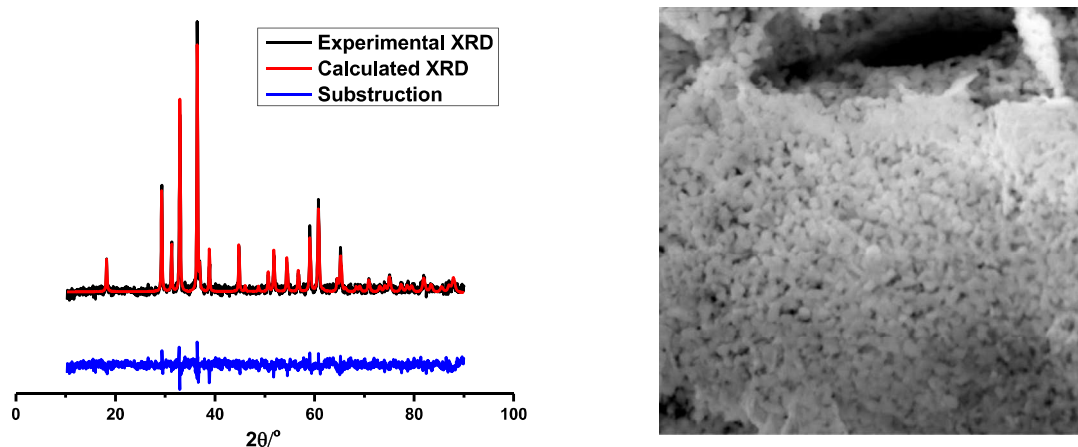 Experimental XRD
Calculated XRD
Substruction
0 20 40 60 80 100
2θ/°